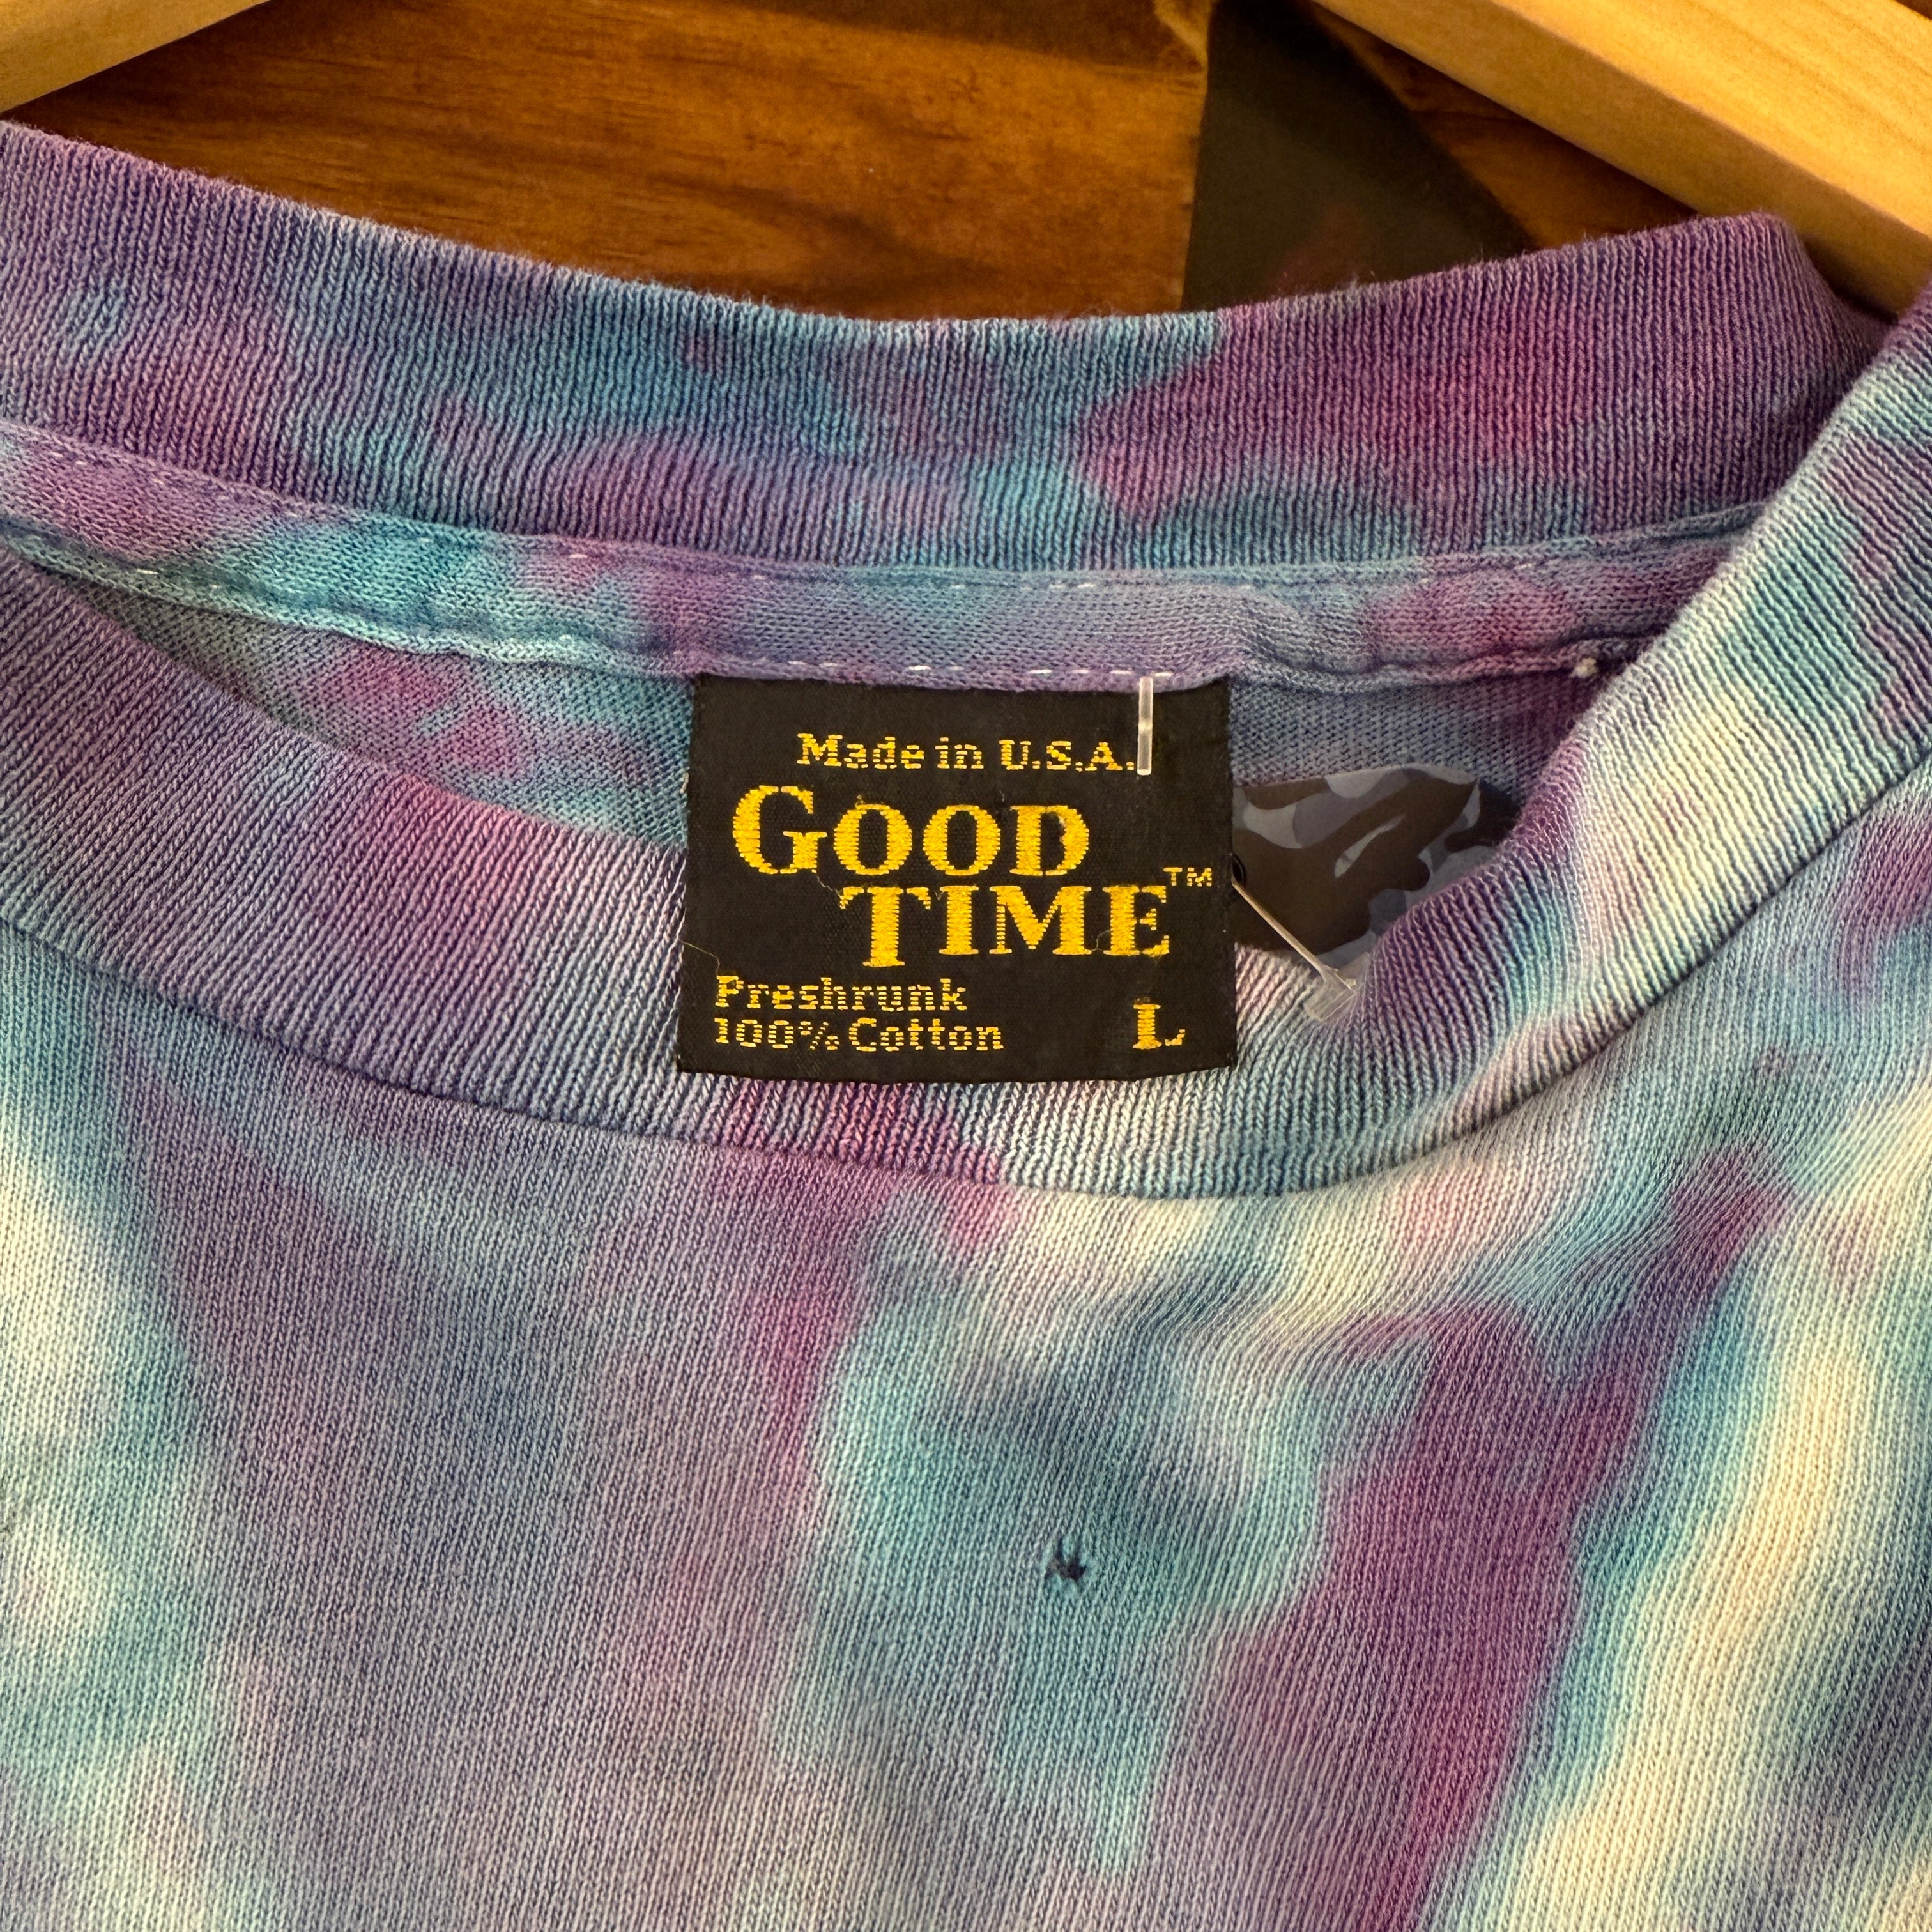 Made in U.S.A.
GOOD
TIME™
Preshrunk
100% Cotton
L